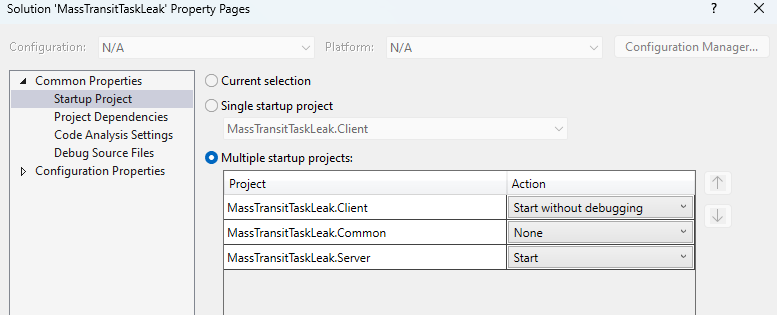 Solution 'MassTransitTaskLeak' Property Pages ? ×
Configuration: N/A Platform: N/A Configuration Manager...
Common Properties
Startup Project
Project Dependencies
Code Analysis Settings
Debug Source Files
Configuration Properties
Current selection
Single startup project
MassTransitTaskLeak.Client
Multiple startup projects:
Project Action
MassTransitTaskLeak.Client Start without debugging
MassTransitTaskLeak.Common None
MassTransitTaskLeak.Server Start